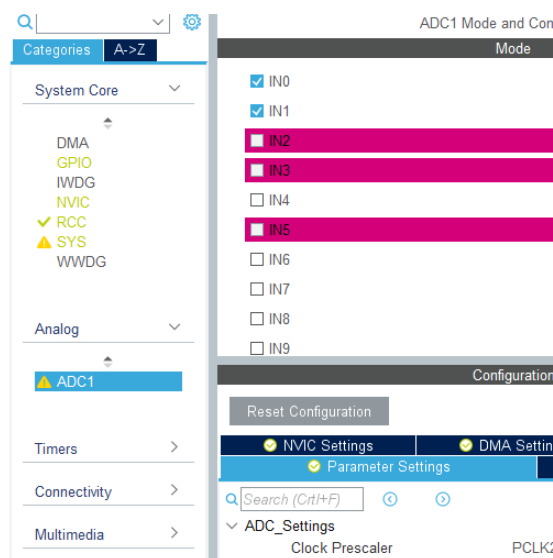 ADC1 Mode and Con
Categories A->Z
Mode
System Core
DMA
GPIO
IWDG
NVIC
RCC
SYS
WWDG
Analog
ADC1
Timers
Connectivity
Multimedia
IN0
IN1
IN2
IN3
IN4
IN5
IN6
IN7
IN8
IN9
Configuration
Reset Configuration
NVIC Settings
DMA Settin
Parameter Settings
Search (Crtl+F)
ADC_Settings
Clock Prescaler PCLK2